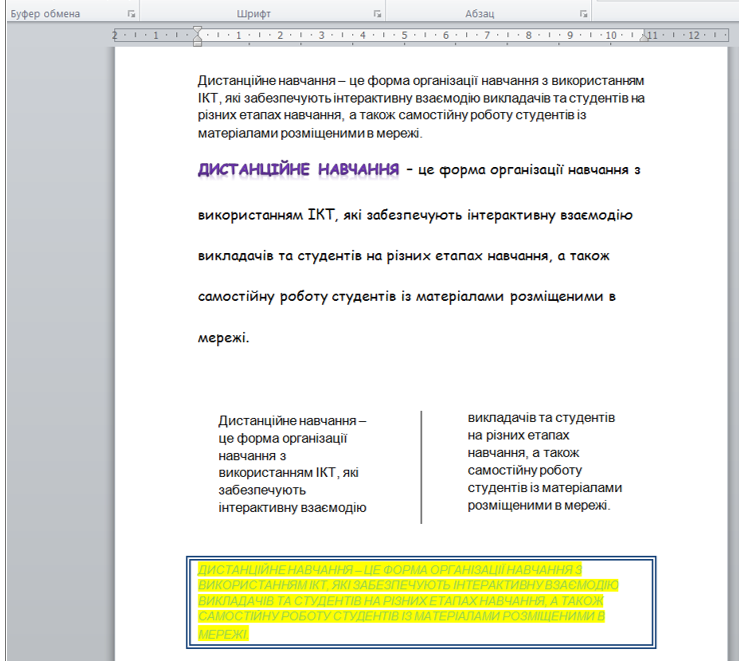 Буфер обмена Шрифт Абзац
2 1 1 2 3 4 5 6 7 8 9 10 11 12
Дистанційне навчання – це форма організації навчання з використанням
ІКТ, які забезпечують інтерактивну взаємодію викладачів та студентів на
різних етапах навчання, а також самостійну роботу студентів із
матеріалами розміщеними в мережі.
ДИСТАНЦІЙНЕ НАВЧАННЯ – це форма організації навчання з
використанням ІКТ, які забезпечують інтерактивну взаємодію
викладачів та студентів на різних етапах навчання, а також
самостійну роботу студентів із матеріалами розміщеними в
мережі.
Дистанційне навчання –
це форма організації
навчання з
використанням ІКТ, які
забезпечують
інтерактивну взаємодію
викладачів та студентів
на різних етапах
навчання, а також
самостійну роботу
студентів із матеріалами
розміщеними в мережі.
ДИСТАНЦІЙНЕ НАВЧАННЯ – ЦЕ ФОРМА ОРГАНІЗАЦІЇ НАВЧАННЯ З
ВИКОРИСТАННЯМ ІКТ, ЯКІ ЗАБЕЗПЕЧУЮТЬ ІНТЕРАКТИВНУ ВЗАЄМОДІЮ
ВИКЛАДАЧІВ ТА СТУДЕНТІВ НА РІЗНИХ ЕТАПАХ НАВЧАННЯ, А ТАКОЖ
САМОСТІЙНУ РОБОТУ СТУДЕНТІВ ІЗ МАТЕРІАЛАМИ РОЗМІЩЕНИМИ В
МЕРЕЖІ.